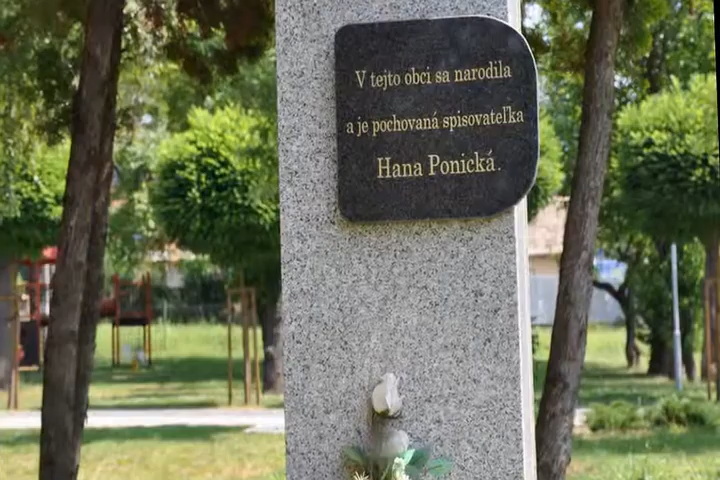 V tejto obci sa narodila
a je pochovaná spisovateľka
Hana Ponická.